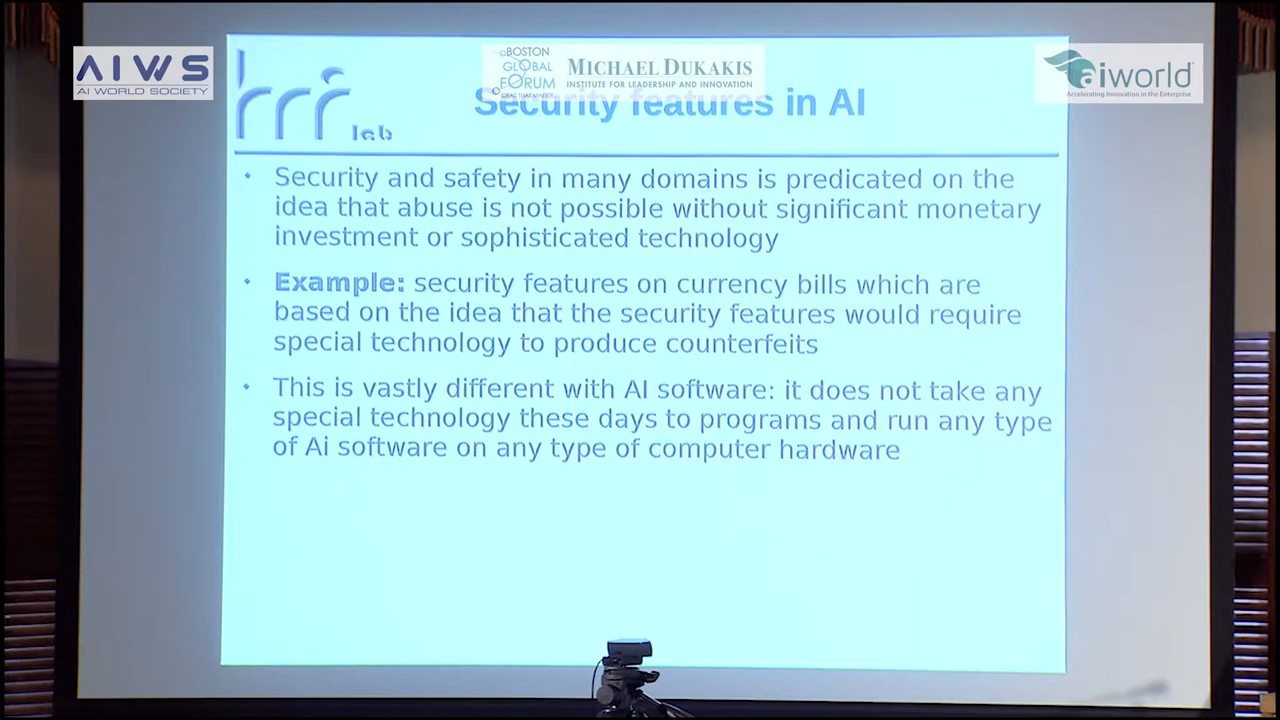 AIWS
AI WORLD SOCIETY
BOSTON
GLOBAL
FORUM
MICHAEL DUKAKIS
INSTITUTE FOR LEADERSHIP AND INNOVATION
aiworld
Accelerating Innovation in the Enterprise
hri lab
Security features in AI
• Security and safety in many domains is predicated on the
idea that abuse is not possible without significant monetary
investment or sophisticated technology
• Example: security features on currency bills which are
based on the idea that the security features would require
special technology to produce counterfeits
• This is vastly different with AI software: it does not take any
special technology these days to programs and run any type
of Ai software on any type of computer hardware